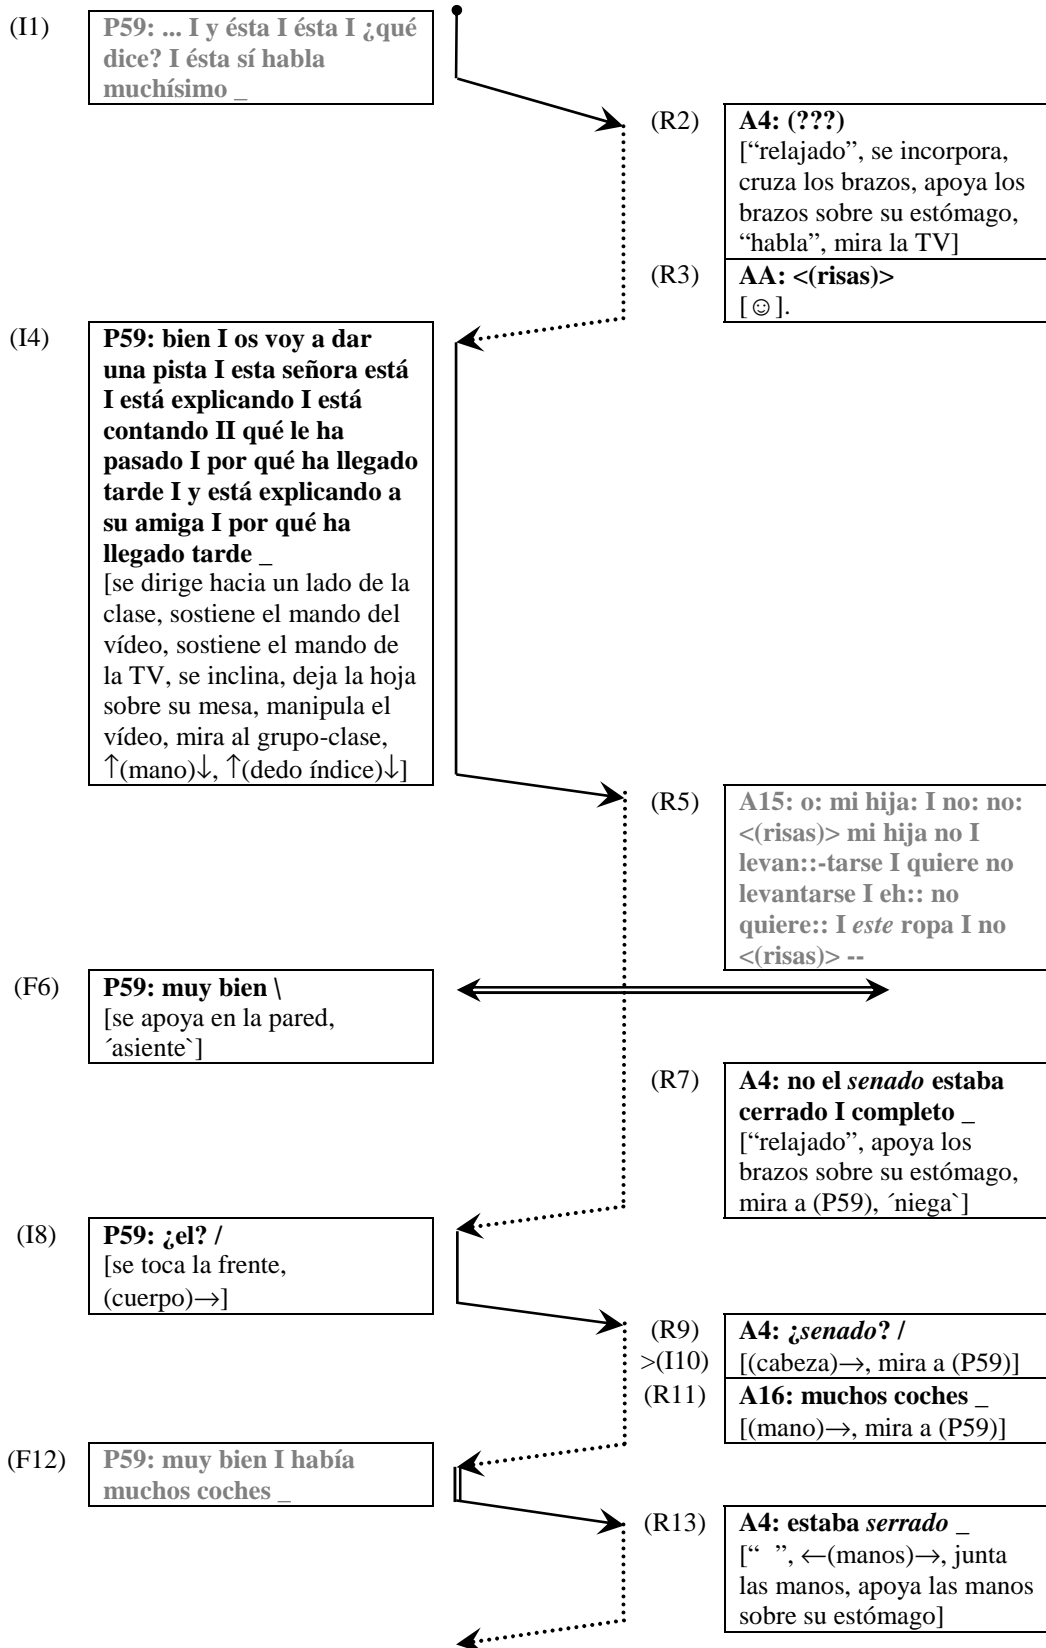 (I1)
P59: ... I y ésta I ésta I ¿qué
dice? I ésta sí habla
muchísimo _
(R2)
A4: (???)
[“relajado”, se incorpora,
cruza los brazos, apoya los
brazos sobre su estómago,
“habla”, mira la TV]
(R3)
AA: <(risas)>
[☺].
(I4)
P59: bien I os voy a dar
una pista I esta señora está
I está explicando I está
contando II qué le ha
pasado I por qué ha llegado
tarde I y está explicando a
su amiga I por qué ha
llegado tarde _
[se dirige hacia un lado de la
clase, sostiene el mando del
vídeo, sostiene el mando de
la TV, se inclina, deja la hoja
sobre su mesa, manipula el
vídeo, mira al grupo-clase,
↑(mano)↓, ↑(dedo índice)↓]
(R5)
A15: o: mi hija: I no: no:
<(risas)> mi hija no I
levan::-tarse I quiere no
levantarse I eh:: no
quiere:: I este ropa I no
<(risas)> --
(F6)
P59: muy bien \
[se apoya en la pared,
´asiente`]
(R7)
A4: no el senado estaba
cerrado I completo _
[“relajado”, apoya los
brazos sobre su estómago,
mira a (P59), ´niega`]
(I8)
P59: ¿el? /
[se toca la frente,
(cuerpo)→]
(R9)
>(I10)
A4: ¿senado? /
[(cabeza)→, mira a (P59)]
(R11)
A16: muchos coches _
[(mano)→, mira a (P59)]
(F12)
P59: muy bien I había
muchos coches _
(R13)
A4: estaba serrado _
[“ ”, ←(manos)→, junta
las manos, apoya las manos
sobre su estómago]